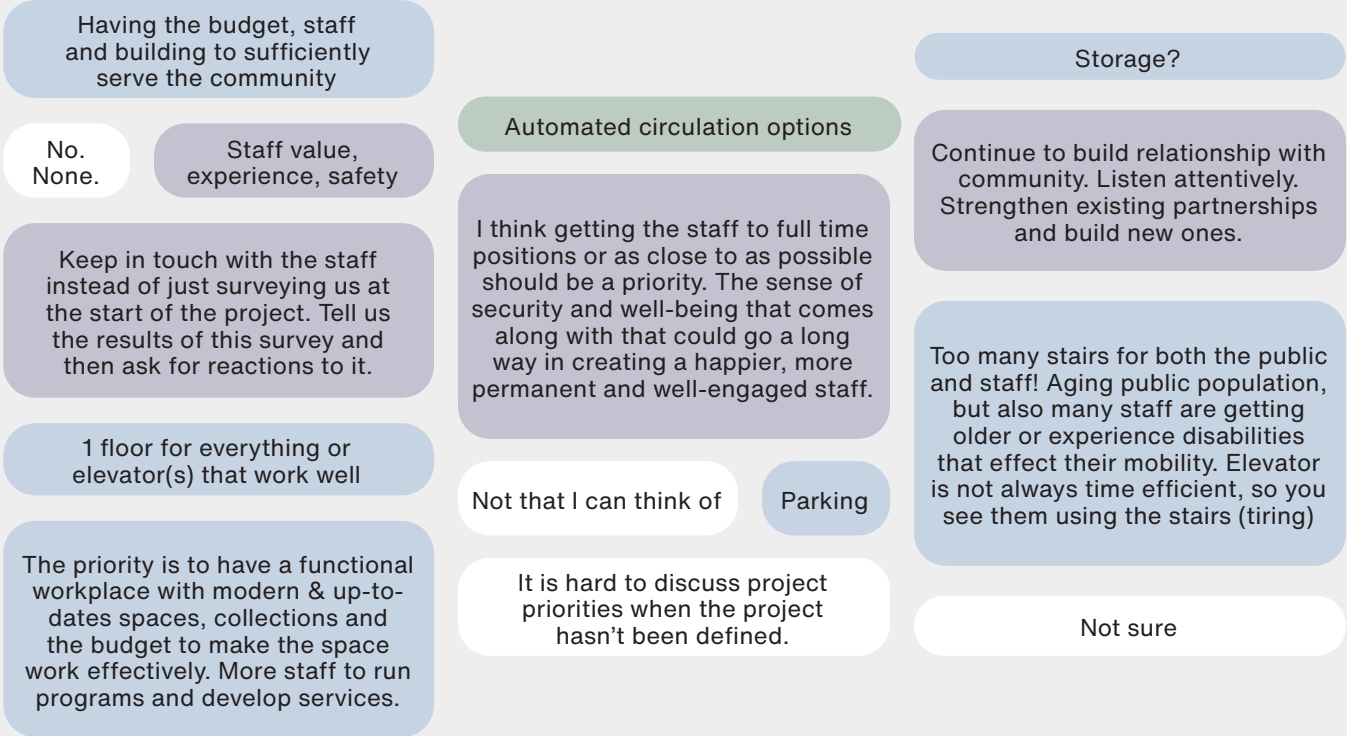 Having the budget, staff
and building to sufficiently
serve the community
No.
None.
Staff value,
experience, safety
Keep in touch with the staff
instead of just surveying us at
the start of the project. Tell us
the results of this survey and
then ask for reactions to it.
1 floor for everything or
elevator(s) that work well
The priority is to have a functional
workplace with modern & up-to-
dates spaces, collections and
the budget to make the space
work effectively. More staff to run
programs and develop services.
Automated circulation options
I think getting the staff to full time
positions or as close to as possible
should be a priority. The sense of
security and well-being that comes
along with that could go a long
way in creating a happier, more
permanent and well-engaged staff.
Not that I can think of
Parking
It is hard to discuss project
priorities when the project
hasn't been defined.
Storage?
Continue to build relationship with
community. Listen attentively.
Strengthen existing partnerships
and build new ones.
Too many stairs for both the public
and staff! Aging public population,
but also many staff are getting
older or experience disabilities
that effect their mobility. Elevator
is not always time efficient, so you
see them using the stairs (tiring)
Not sure